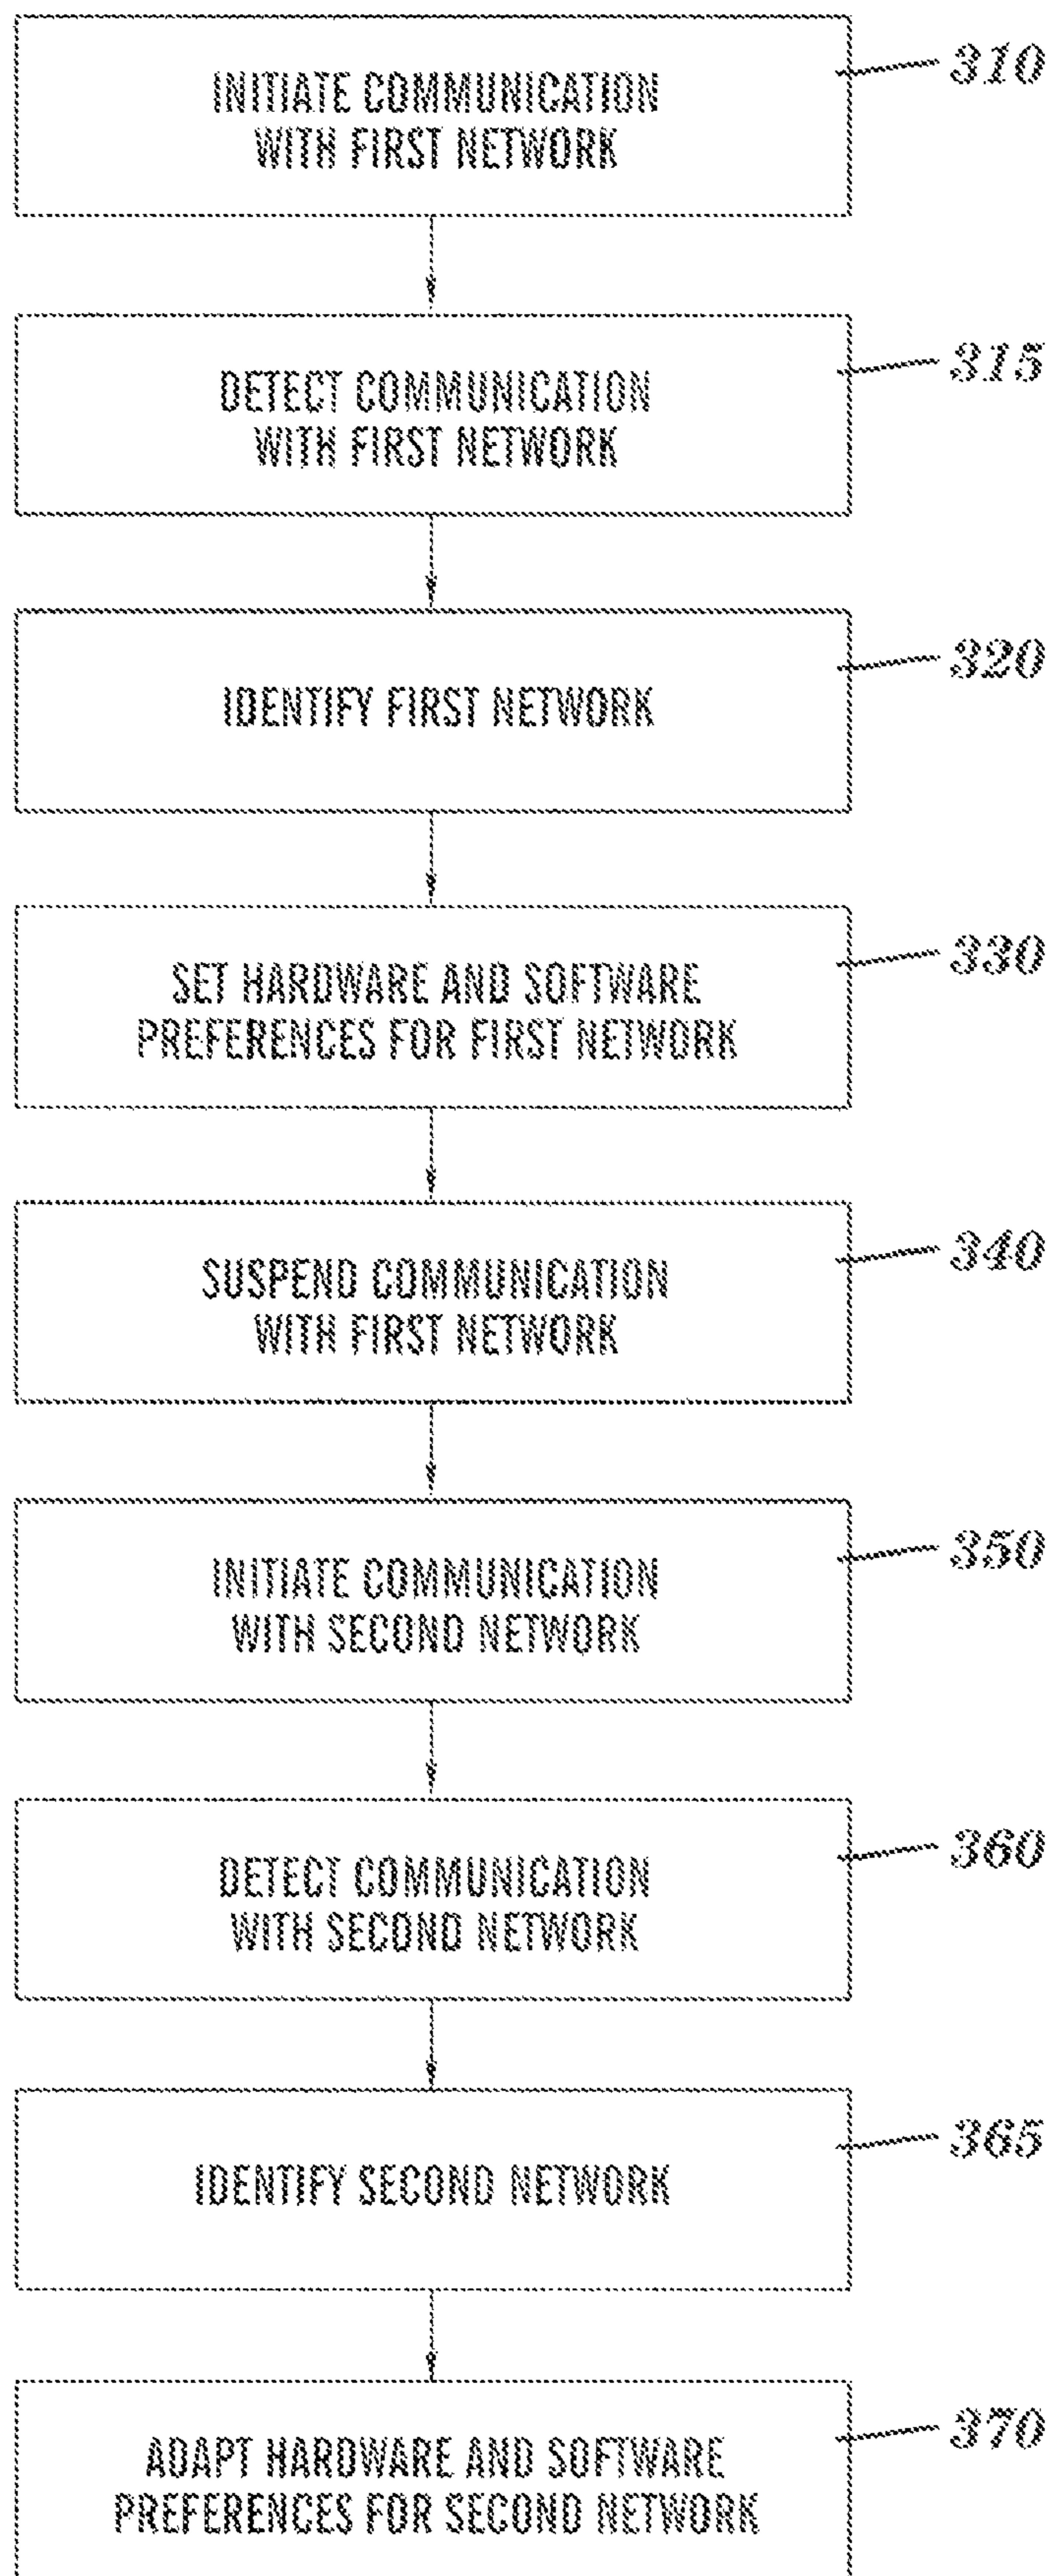 INITIATE COMMUNICATION
WITH FIRST NETWORK
310
DETECT COMMUNICATION
WITH FIRST NETWORK
315
IDENTIFY FIRST NETWORK
320
SET HARDWARE AND SOFTWARE
PREFERENCES FOR FIRST NETWORK
330
SUSPEND COMMUNICATION
WITH FIRST NETWORK
340
INITIATE COMMUNICATION
WITH SECOND NETWORK
350
DETECT COMMUNICATION
WITH SECOND NETWORK
360
IDENTIFY SECOND NETWORK
365
ADAPT HARDWARE AND SOFTWARE
PREFERENCES FOR SECOND NETWORK
370